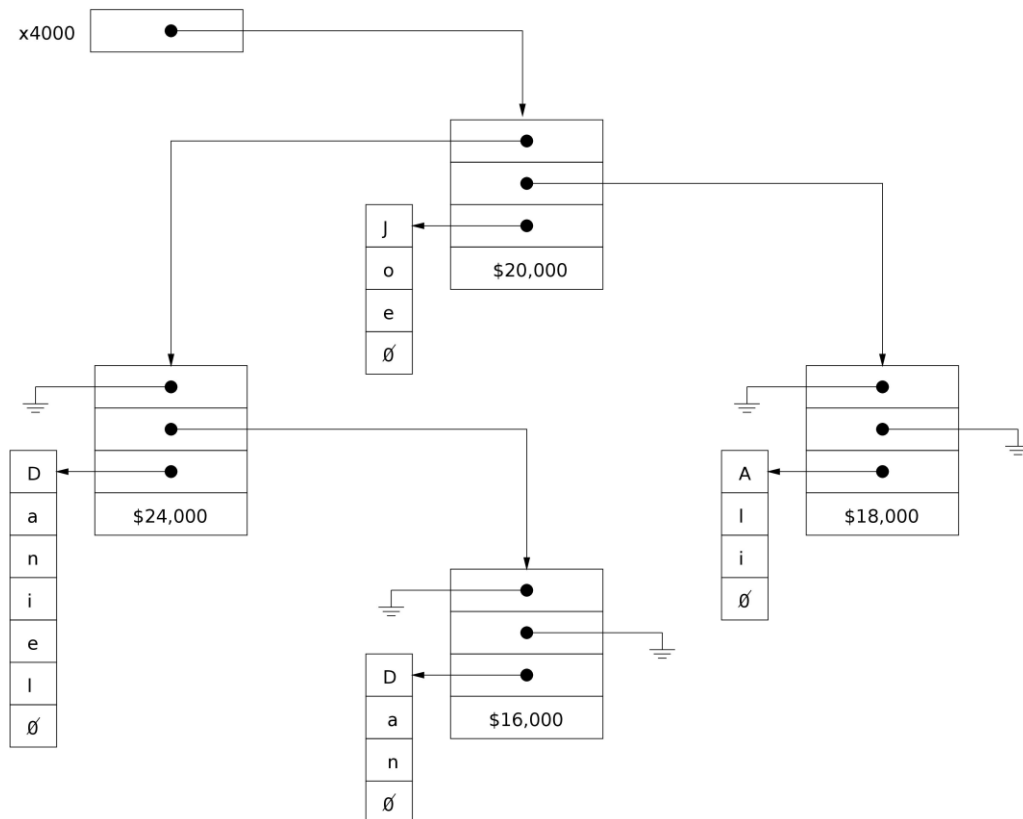 x4000
J
o
e
Ø
$20,000
D
a
n
i
e
l
Ø
$24,000
D
a
n
Ø
$16,000
A
l
i
Ø
$18,000